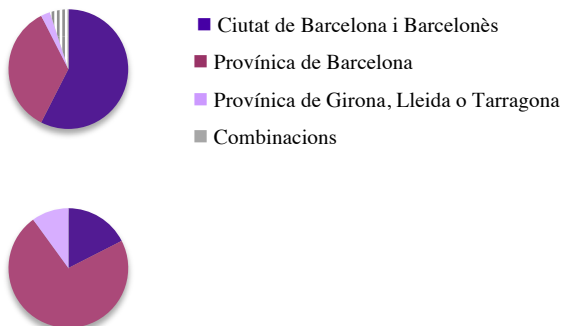 Ciutat de Barcelona i Barcelonès
Provínica de Barcelona
Provínica de Girona, Lleida o Tarragona
Combinacions